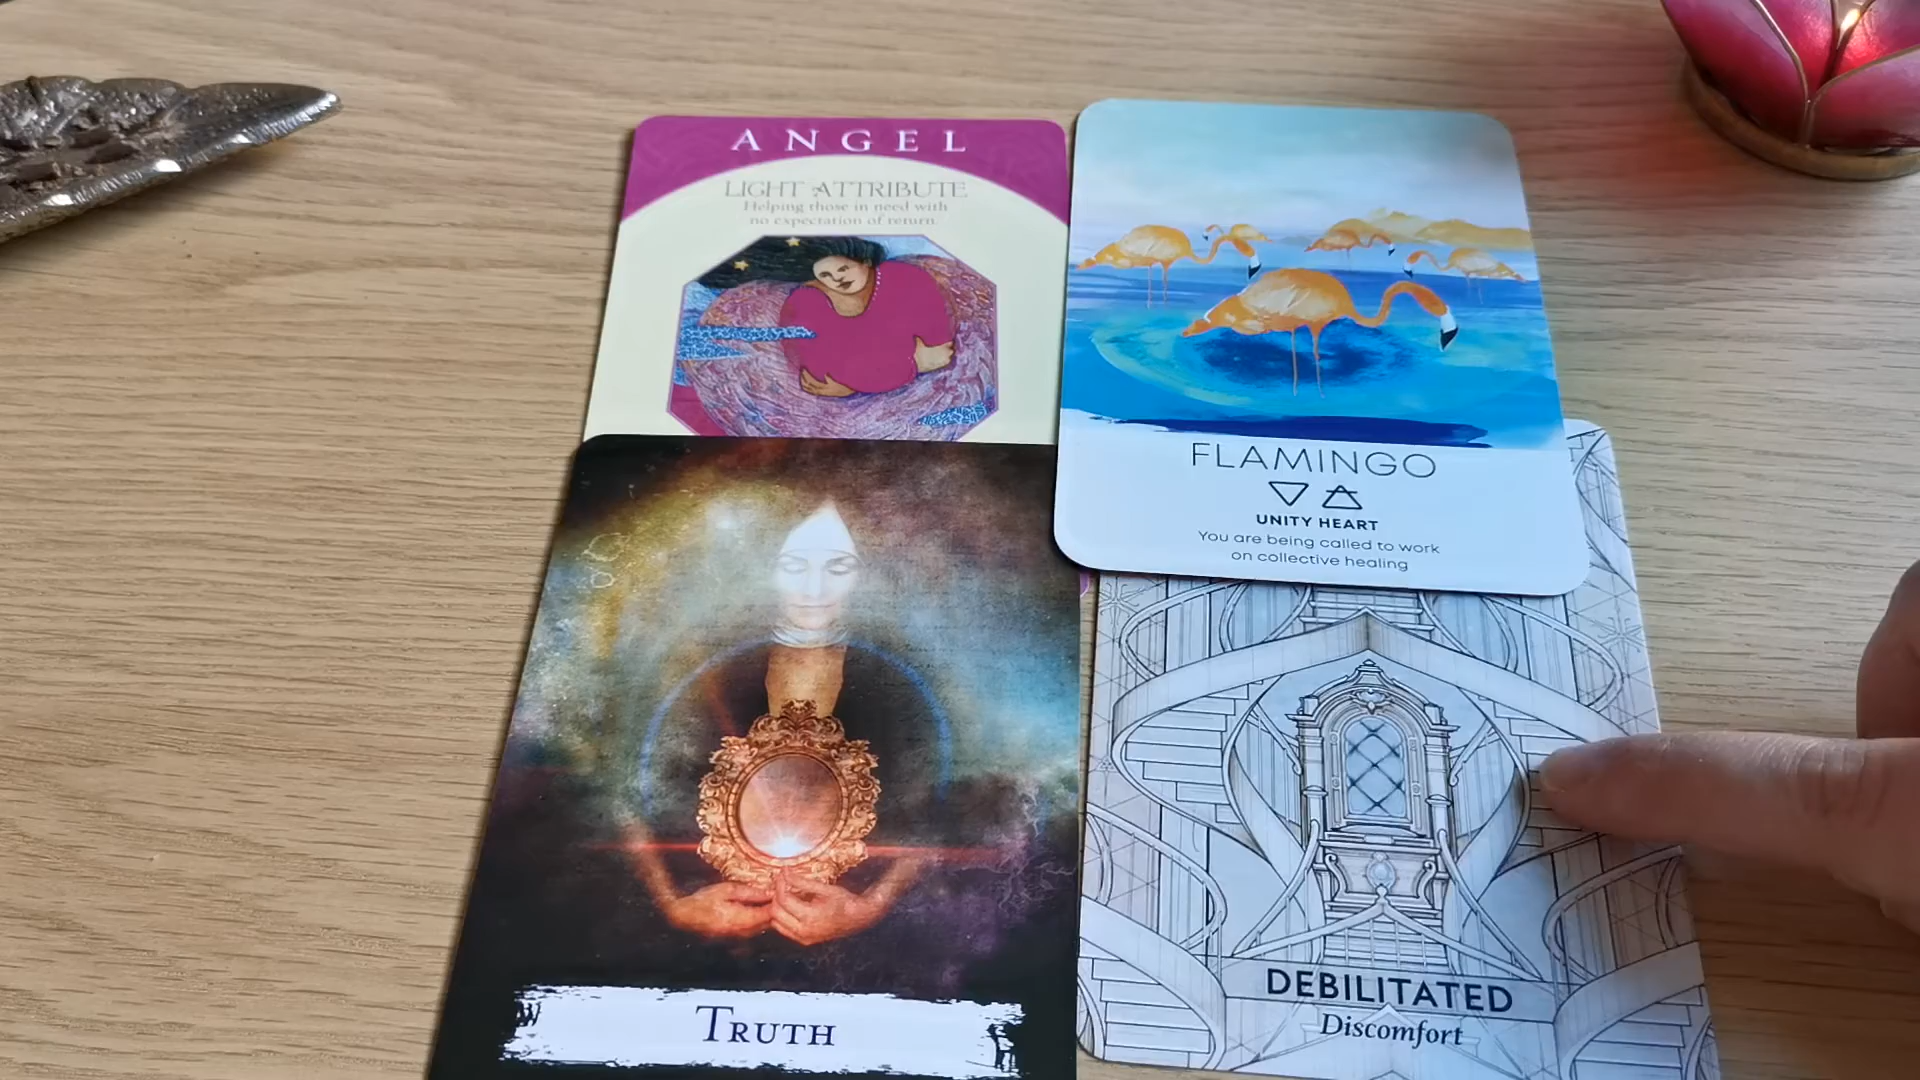 ANGEL
LIGHT ATTRIBUTE
Helping those in need with
no expectation of return.
FLAMINGO
UNITY HEART
You are being called to work
on collective healing
TRUTH
DEBILITATED
Discomfort